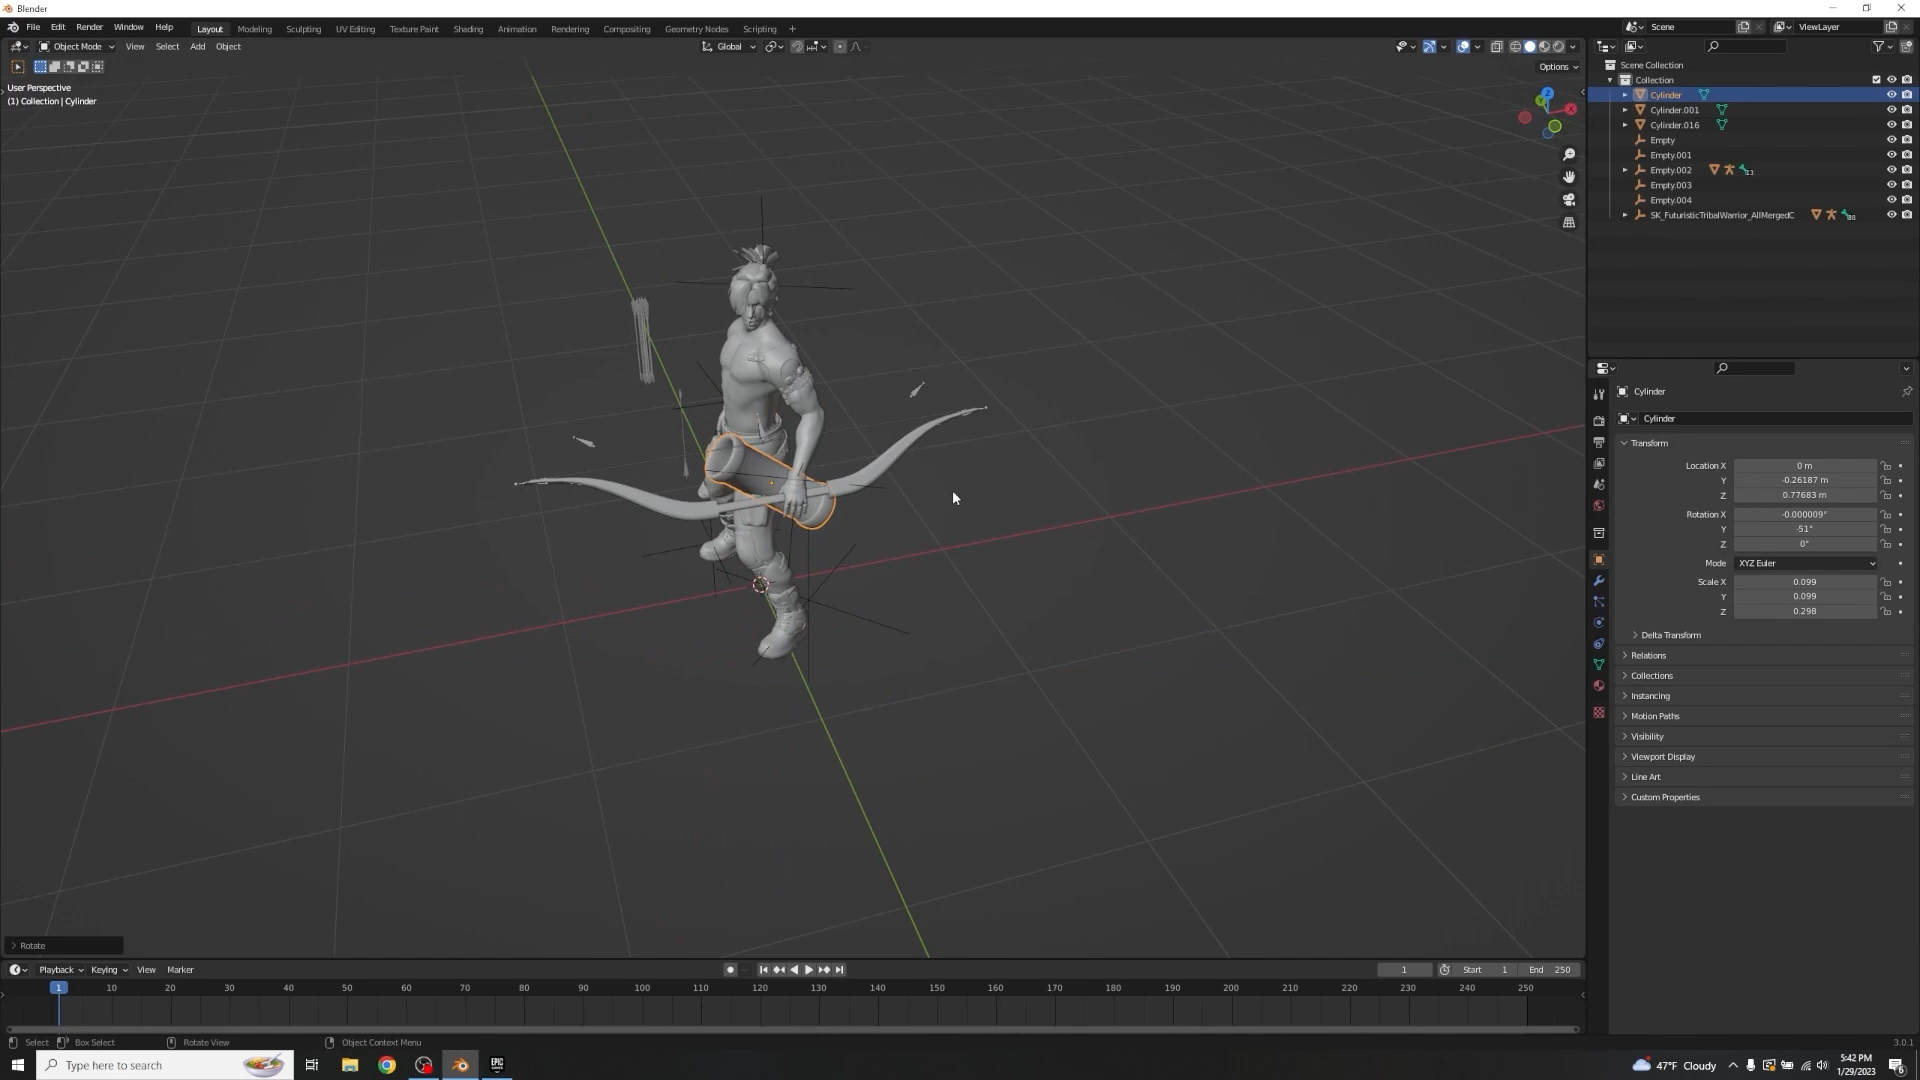 Blender
File Edit Render Window Help Layout Modeling Sculpting UV Editing Texture Paint Shading Animation Rendering Compositing Geometry Nodes Scripting + Scene ViewLayer
Object Mode View Select Add Object Global
Options
User Perspective
(1) Collection | Cylinder
Z
X
Y
Scene Collection
Collection
Cylinder
Cylinder.001
Cylinder.016
Empty
Empty.001
Empty.002 13
Empty.003
Empty.004
SK_FuturisticTribalWarrior_AllMergedC 88
Cylinder
Cylinder
Transform
Location X 0 m
Y -0.26187 m
Z 0.77683 m
Rotation X -0.000009°
Y -51°
Z 0°
Mode XYZ Euler
Scale X 0.099
Y 0.099
Z 0.298
Delta Transform
Relations
Collections
Instancing
Motion Paths
Visibility
Viewport Display
Line Art
Custom Properties
Rotate
Playback Keying View Marker 1 Start 1 End 250
1 10 20 30 40 50 60 70 80 90 100 110 120 130 140 150 160 170 180 190 200 210 220 230 240 250
Select Box Select Rotate View Object Context Menu 3.0.1
Type here to search
EPIC GAMES
47°F Cloudy
5:42 PM
1/29/2023
6